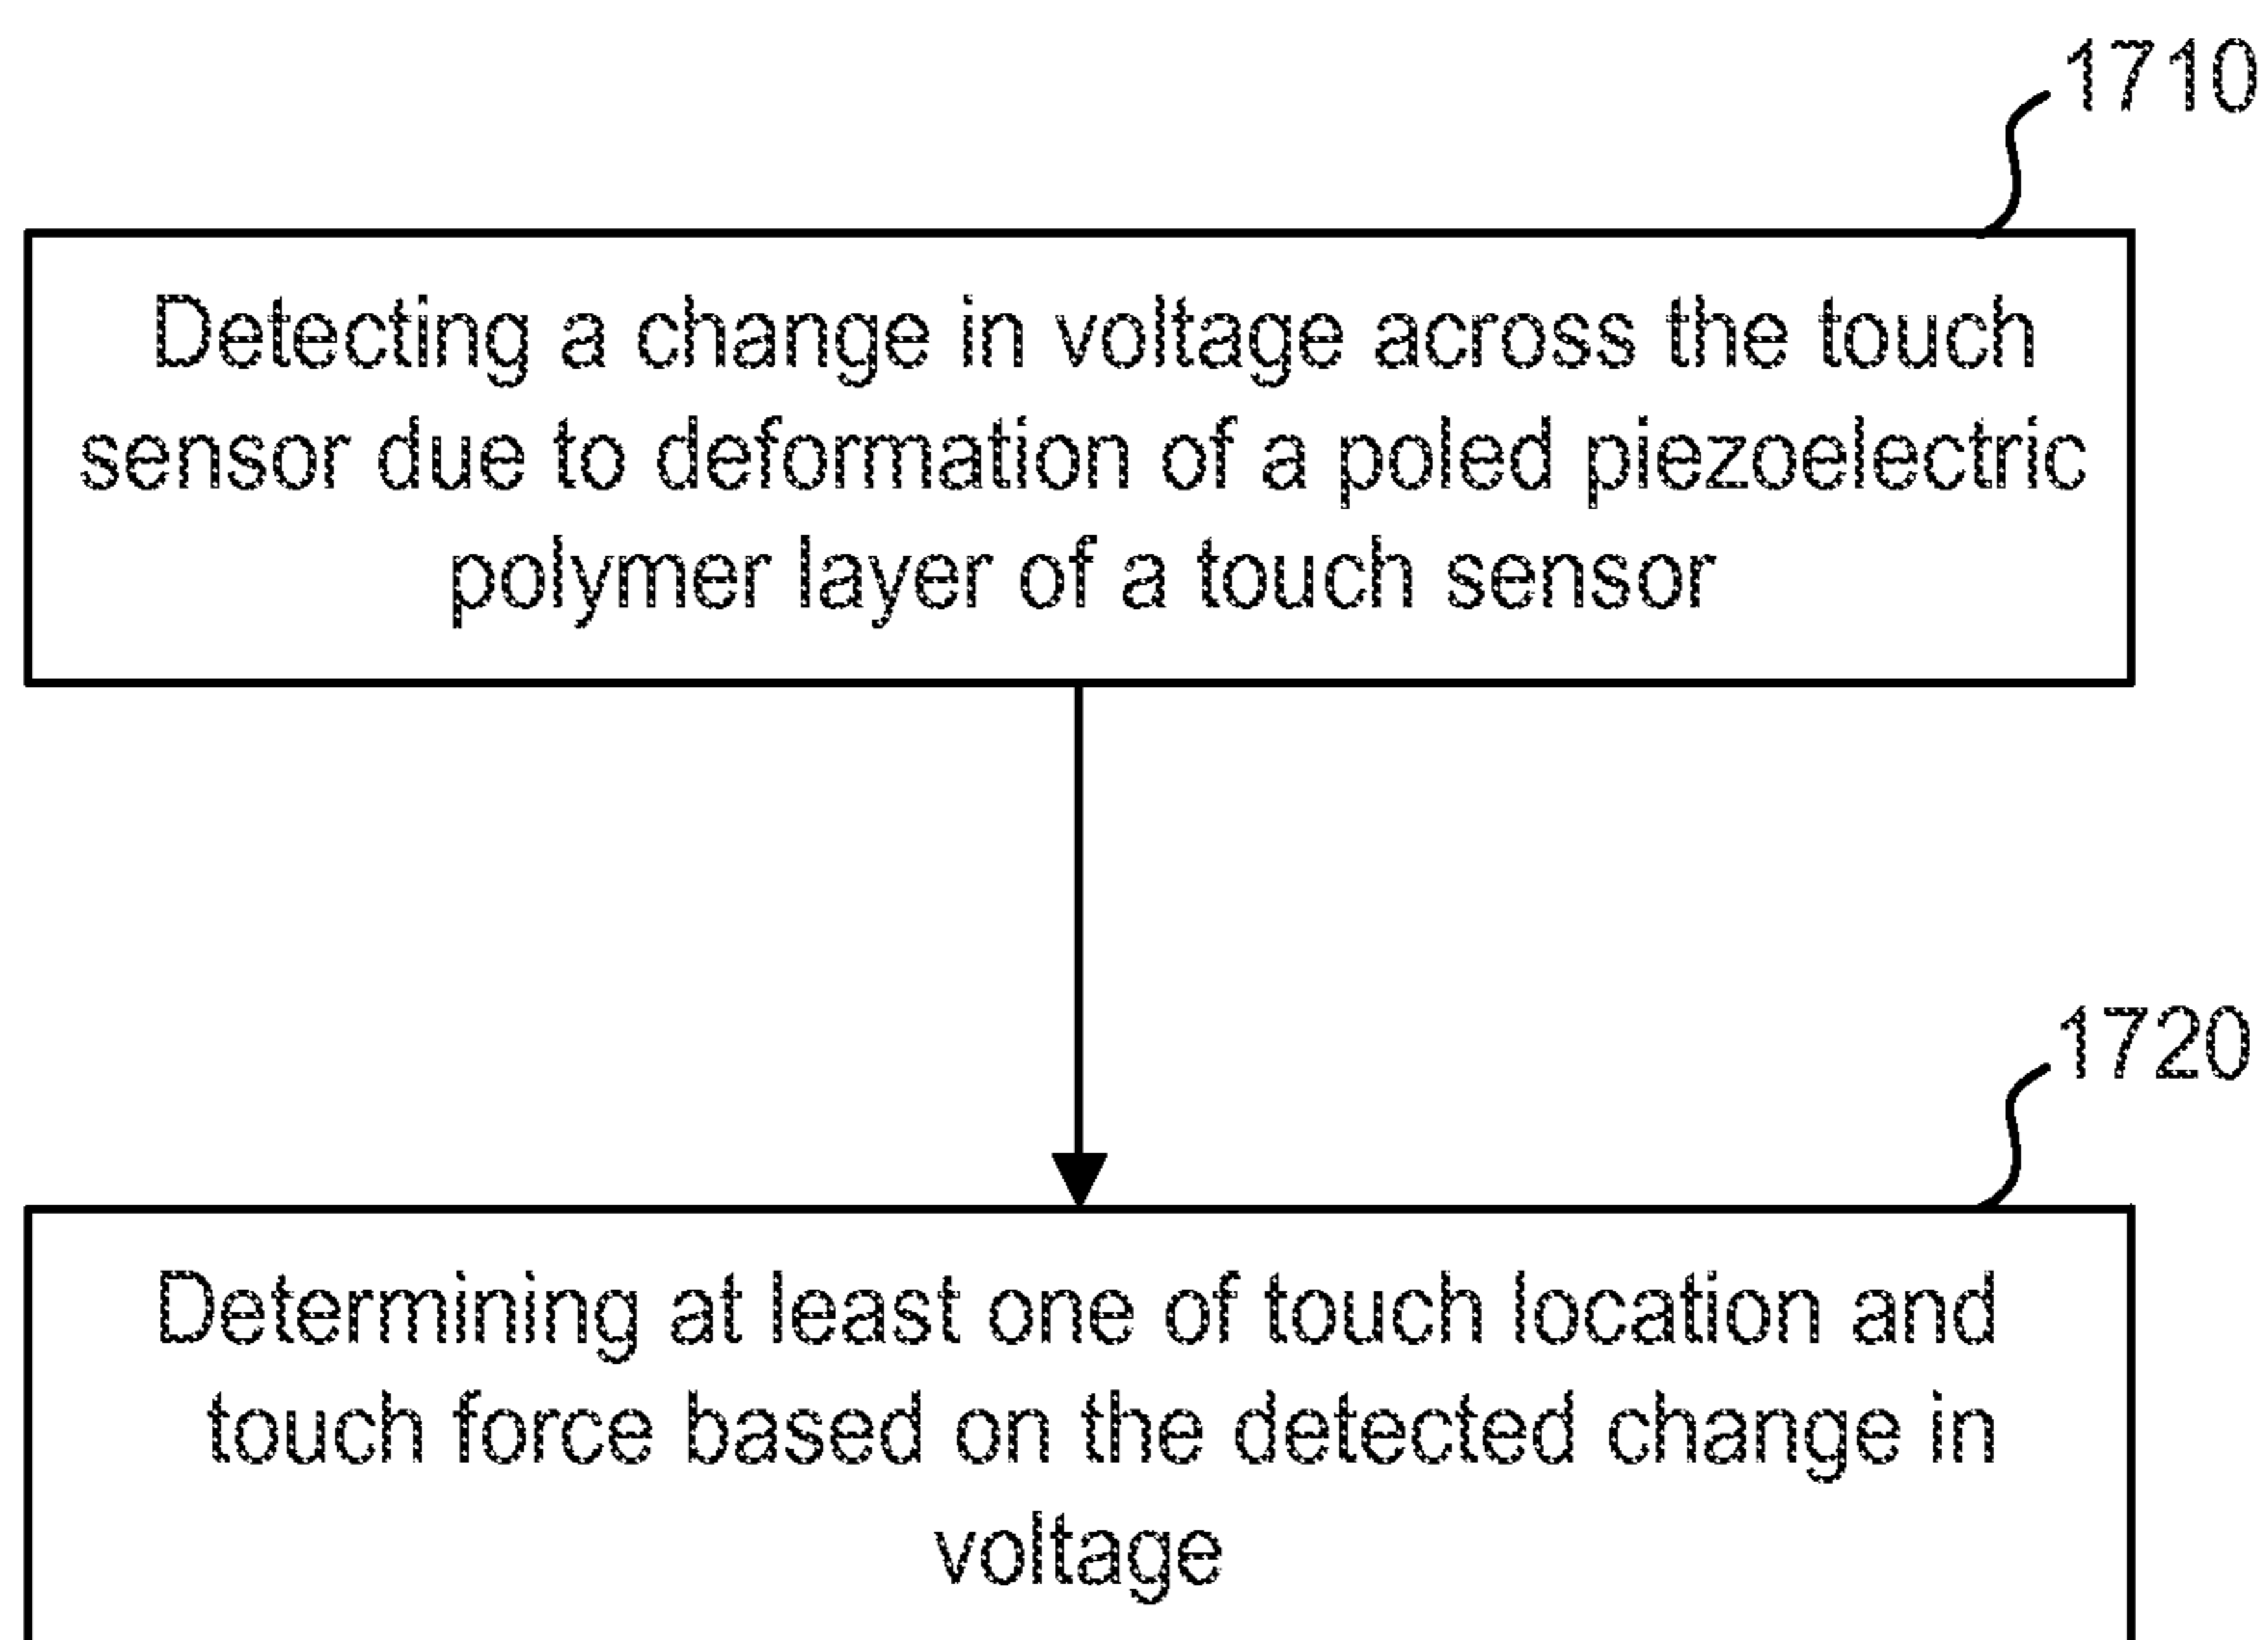 1710
Detecting a change in voltage across the touch
sensor due to deformation of a poled piezoelectric
polymer layer of a touch sensor
1720
Determining at least one of touch location and
touch force based on the detected change in
voltage